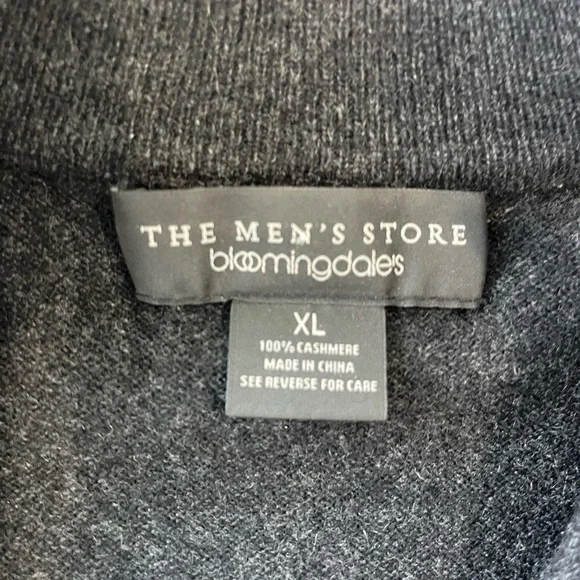 THE MEN'S STORE
bloomingdale's
XL
100% CASHMERE
MADE IN CHINA
SEE REVERSE FOR CARE